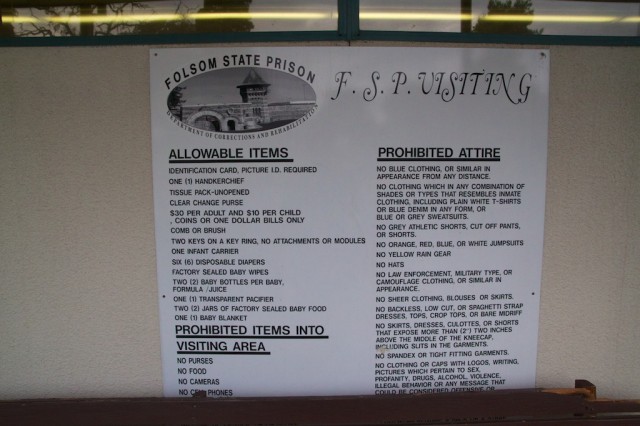 FOLSOM STATE PRISON
DEPARTMENT OF CORRECTIONS AND REHABILITATION
F. S. P. VISITING
ALLOWABLE ITEMS
IDENTIFICATION CARD, PICTURE I.D. REQUIRED
ONE (1) HANDKERCHIEF
TISSUE PACK-UNOPENED
CLEAR CHANGE PURSE
$30 PER ADULT AND $10 PER CHILD
, COINS OR ONE DOLLAR BILLS ONLY
COMB OR BRUSH
TWO KEYS ON A KEY RING, NO ATTACHMENTS OR MODULES
ONE INFANT CARRIER
SIX (6) DISPOSABLE DIAPERS
FACTORY SEALED BABY WIPES
TWO (2) BABY BOTTLES PER BABY,
FORMULA /JUICE
ONE (1) TRANSPARENT PACIFIER
TWO (2) JARS OF FACTORY SEALED BABY FOOD
ONE (1) BABY BLANKET
PROHIBITED ITEMS INTO
VISITING AREA
NO PURSES
NO FOOD
NO CAMERAS
NO CELL PHONES
PROHIBITED ATTIRE
NO BLUE CLOTHING, OR SIMILAR IN
APPEARANCE FROM ANY DISTANCE.
NO CLOTHING WHICH IN ANY COMBINATION OF
SHADES OR TYPES THAT RESEMBLES INMATE
CLOTHING, INCLUDING PLAIN WHITE T-SHIRTS
OR BLUE DENIM IN ANY FORM, OR
BLUE OR GREY SWEATSUITS.
NO GREY ATHLETIC SHORTS, CUT OFF PANTS,
OR SHORTS.
NO ORANGE, RED, BLUE, OR WHITE JUMPSUITS
NO YELLOW RAIN GEAR
NO HATS
NO LAW ENFORCEMENT, MILITARY TYPE, OR
CAMOUFLAGE CLOTHING, OR SIMILAR IN
APPEARANCE.
NO SHEER CLOTHING, BLOUSES OR SKIRTS.
NO BACKLESS, LOW CUT, OR SPAGHETTI STRAP
DRESSES, TOPS, CROP TOPS, OR BARE MIDRIFF
NO SKIRTS, DRESSES, CULOTTES, OR SHORTS
THAT EXPOSE MORE THAN (2") TWO INCHES
ABOVE THE MIDDLE OF THE KNEECAP,
INCLUDING SLITS IN THE GARMENTS.
NO SPANDEX OR TIGHT FITTING GARMENTS.
NO CLOTHING OR CAPS WITH LOGOS, WRITING,
PICTURES WHICH PERTAIN TO SEX,
PROFANITY, DRUGS, ALCOHOL, VIOLENCE,
ILLEGAL BEHAVIOR OR ANY MESSAGE THAT
COULD BE CONSIDERED OFFENSIVE OR